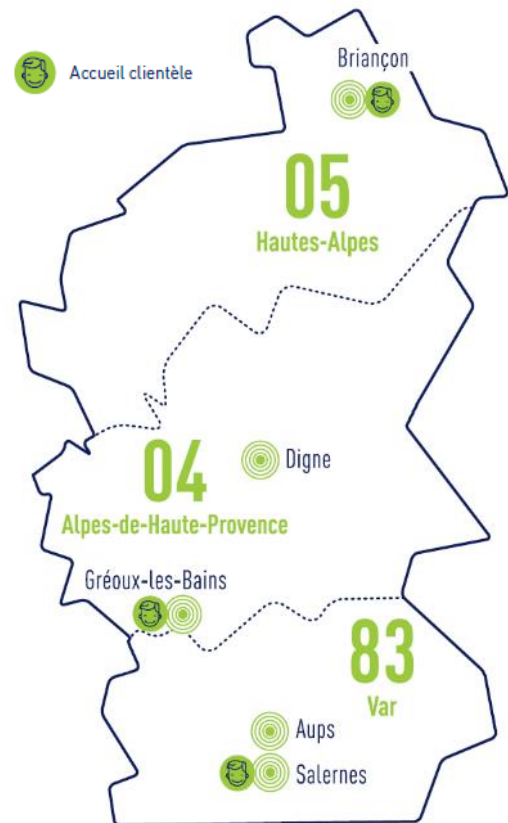 Accueil clientèle
Briançon
05
Hautes-Alpes
Digne
04
Alpes-de-Haute-Provence
Gréoux-les-Bains
83
Var
Aups
Salernes